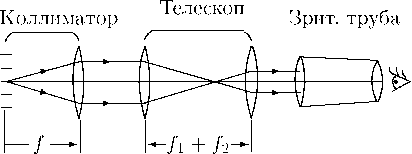 Коллиматор
Телескоп
Зрит. труба
f
f₁ + f₂